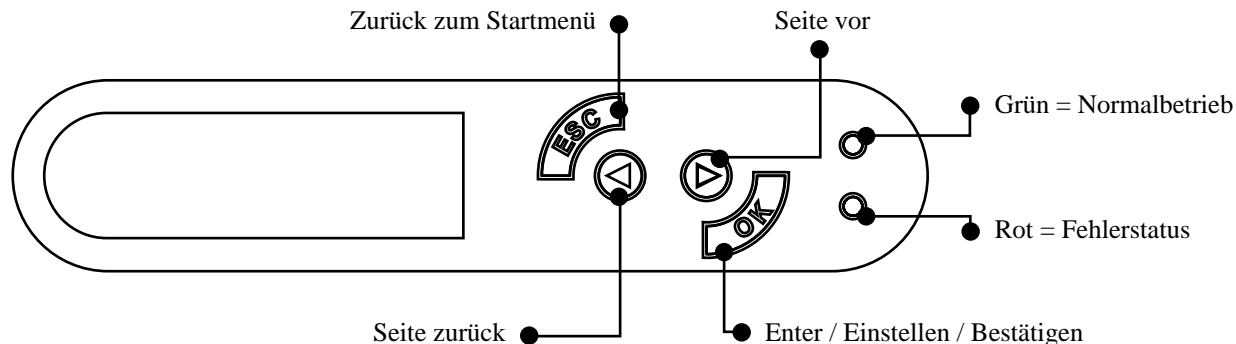 Zurück zum Startmenü
Seite vor
Grün = Normalbetrieb
ESC
OK
Rot = Fehlerstatus
Seite zurück
Enter / Einstellen / Bestätigen